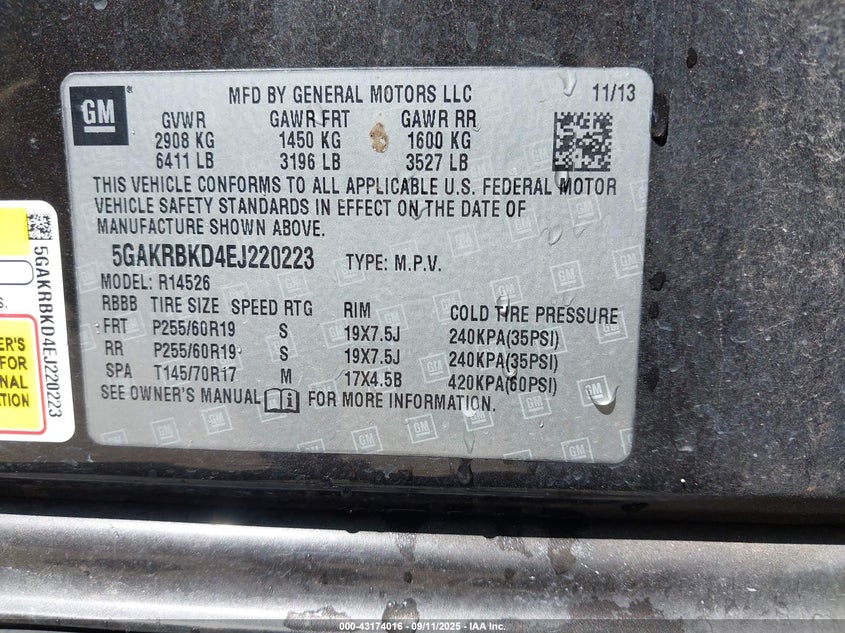 GM
MFD BY GENERAL MOTORS LLC 11/13
GVWR GAWR FRT GAWR RR
2908 KG 1450 KG 1600 KG
6411 LB 3196 LB 3527 LB
THIS VEHICLE CONFORMS TO ALL APPLICABLE U.S. FEDERAL MOTOR
VEHICLE SAFETY STANDARDS IN EFFECT ON THE DATE OF
MANUFACTURE SHOWN ABOVE.
5GAKRBKD4EJ220223 TYPE: M.P.V.
MODEL: R14526
RBBB TIRE SIZE SPEED RTG RIM COLD TIRE PRESSURE
FRT P255/60R19 S 19X7.5J 240KPA(35PSI)
RR P255/60R19 S 19X7.5J 240KPA(35PSI)
SPA T145/70R17 M 17X4.5B 420KPA(60PSI)
SEE OWNER'S MANUAL FOR MORE INFORMATION.
5GAKRBKD4EJ220223
S.
ER'S
FOR
NAL
ATION
000-43174016 - 09/11/2025 - IAA Inc.